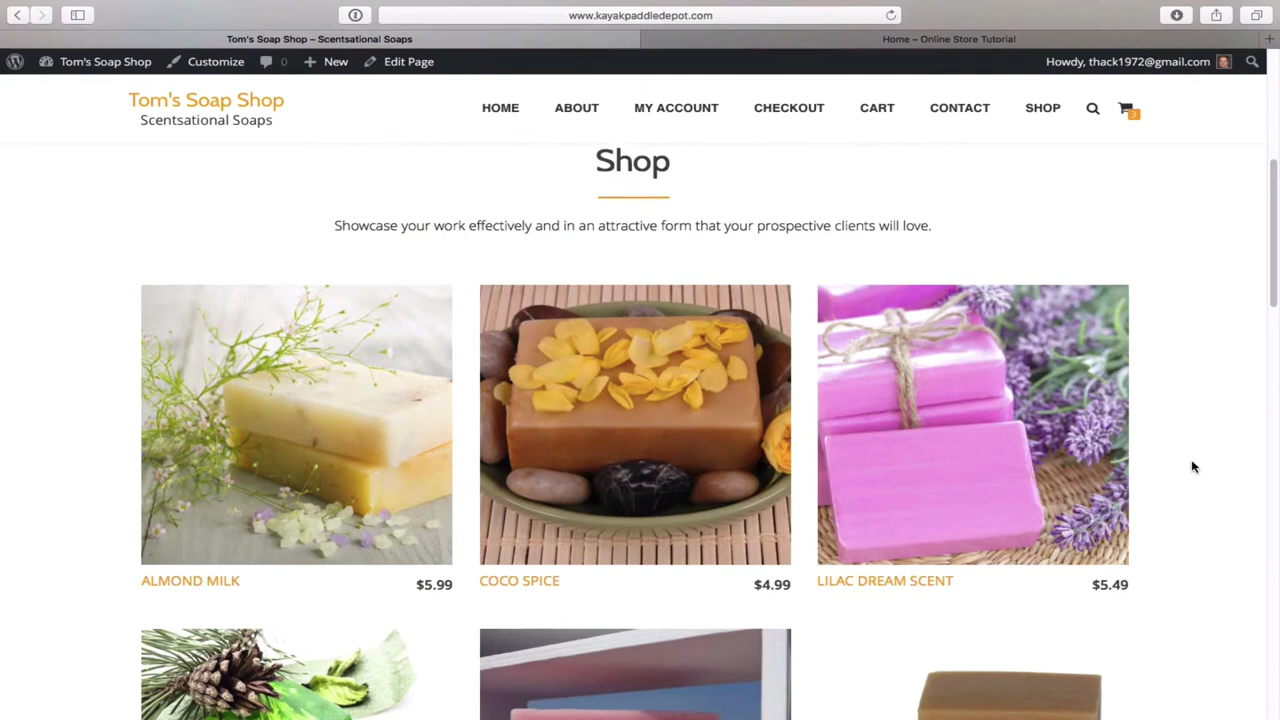 www.kayakpaddledepot.com
Tom's Soap Shop – Scentsational Soaps
Home – Online Store Tutorial
Tom's Soap Shop Customize 0 New Edit Page Howdy, thack1972@gmail.com
Tom's Soap Shop
Scentsational Soaps
HOME ABOUT MY ACCOUNT CHECKOUT CART CONTACT SHOP 3
Shop
Showcase your work effectively and in an attractive form that your prospective clients will love.
ALMOND MILK $5.99
COCO SPICE $4.99
LILAC DREAM SCENT $5.49